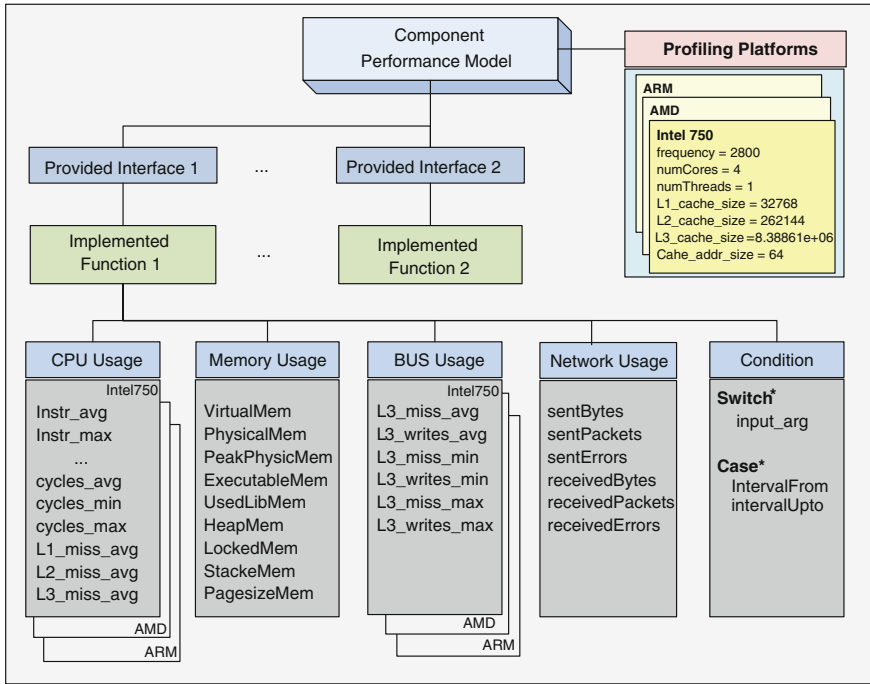 Component
Performance Model
Profiling Platforms
ARM
AMD
Intel 750
frequency = 2800
numCores = 4
numThreads = 1
L1_cache_size = 32768
L2_cache_size = 262144
L3_cache_size=8.38861e+06
Cahe_addr_size = 64
Provided Interface 1
...
Provided Interface 2
Implemented
Function 1
...
Implemented
Function 2
CPU Usage
Intel750
Instr_avg
Instr_max
...
cycles_avg
cycles_min
cycles_max
L1_miss_avg
L2_miss_avg
L3_miss_avg
AMD
ARM
Memory Usage
VirtualMem
PhysicalMem
PeakPhysicMem
ExecutableMem
UsedLibMem
HeapMem
LockedMem
StackeMem
PagesizeMem
BUS Usage
Intel750
L3_miss_avg
L3_writes_avg
L3_miss_min
L3_writes_min
L3_miss_max
L3_writes_max
AMD
ARM
Network Usage
sentBytes
sentPackets
sentErrors
receivedBytes
receivedPackets
receivedErrors
Condition
Switch*
input_arg
Case*
IntervalFrom
intervalUpto